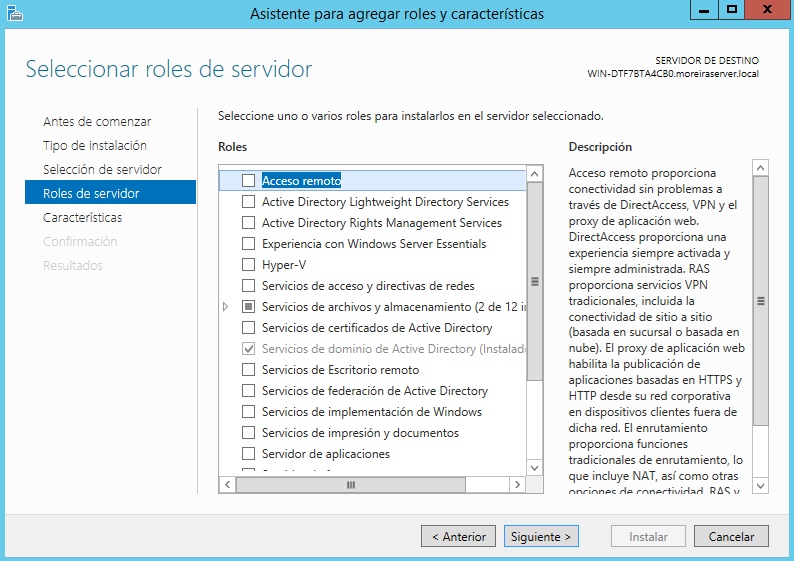 Asistente para agregar roles y características
Seleccionar roles de servidor
SERVIDOR DE DESTINO
WIN-DTF7BTA4CB0.moreiraserver.local
Antes de comenzar
Tipo de instalación
Selección de servidor
Roles de servidor
Características
Confirmación
Resultados
Seleccione uno o varios roles para instalarlos en el servidor seleccionado.
Roles
Acceso remoto
Active Directory Lightweight Directory Services
Active Directory Rights Management Services
Experiencia con Windows Server Essentials
Hyper-V
Servicios de acceso y directivas de redes
Servicios de archivos y almacenamiento (2 de 12 in
Servicios de certificados de Active Directory
Servicios de dominio de Active Directory (Instalado
Servicios de Escritorio remoto
Servicios de federación de Active Directory
Servicios de implementación de Windows
Servicios de impresión y documentos
Servidor de aplicaciones
Descripción
Acceso remoto proporciona
conectividad sin problemas a
través de DirectAccess, VPN y el
proxy de aplicación web.
DirectAccess proporciona una
experiencia siempre activada y
siempre administrada. RAS
proporciona servicios VPN
tradicionales, incluida la
conectividad de sitio a sitio
(basada en sucursal o basada en
nube). El proxy de aplicación web
habilita la publicación de
aplicaciones basadas en HTTPS y
HTTP desde su red corporativa
en dispositivos clientes fuera de
dicha red. El enrutamiento
proporciona funciones
tradicionales de enrutamiento, lo
que incluye NAT, así como otras
opciones de conectividad. RAS y
< Anterior
Siguiente >
Instalar
Cancelar